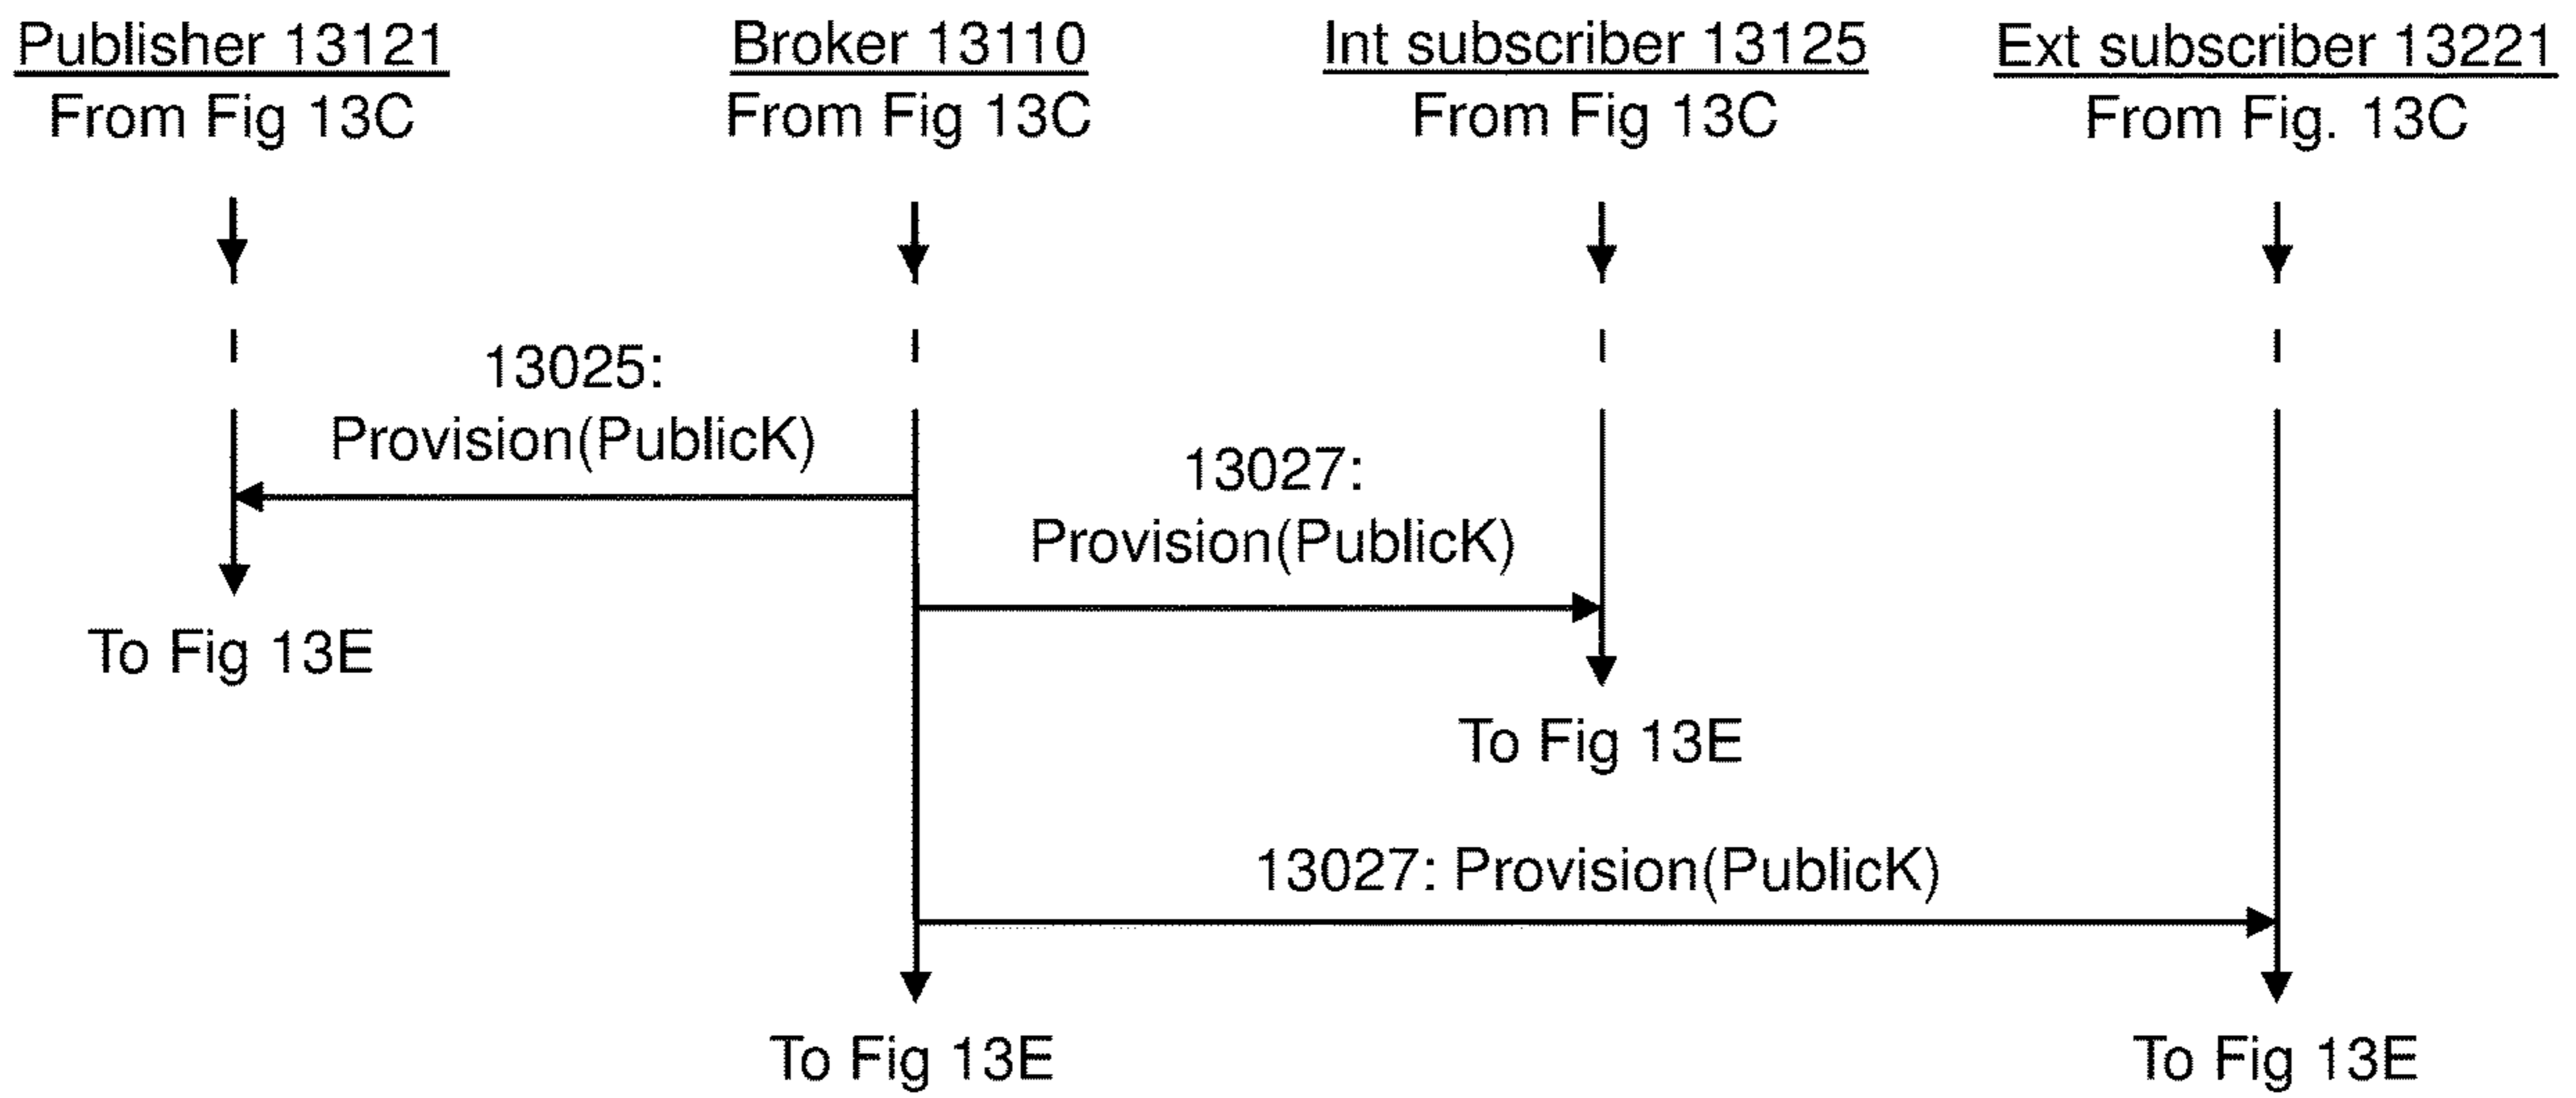 Publisher 13121
From Fig 13C
Broker 13110
From Fig 13C
Int subscriber 13125
From Fig 13C
Ext subscriber 13221
From Fig. 13C
13025:
Provision(PublicK)
13027:
Provision(PublicK)
To Fig 13E
To Fig 13E
13027: Provision(PublicK)
To Fig 13E
To Fig 13E